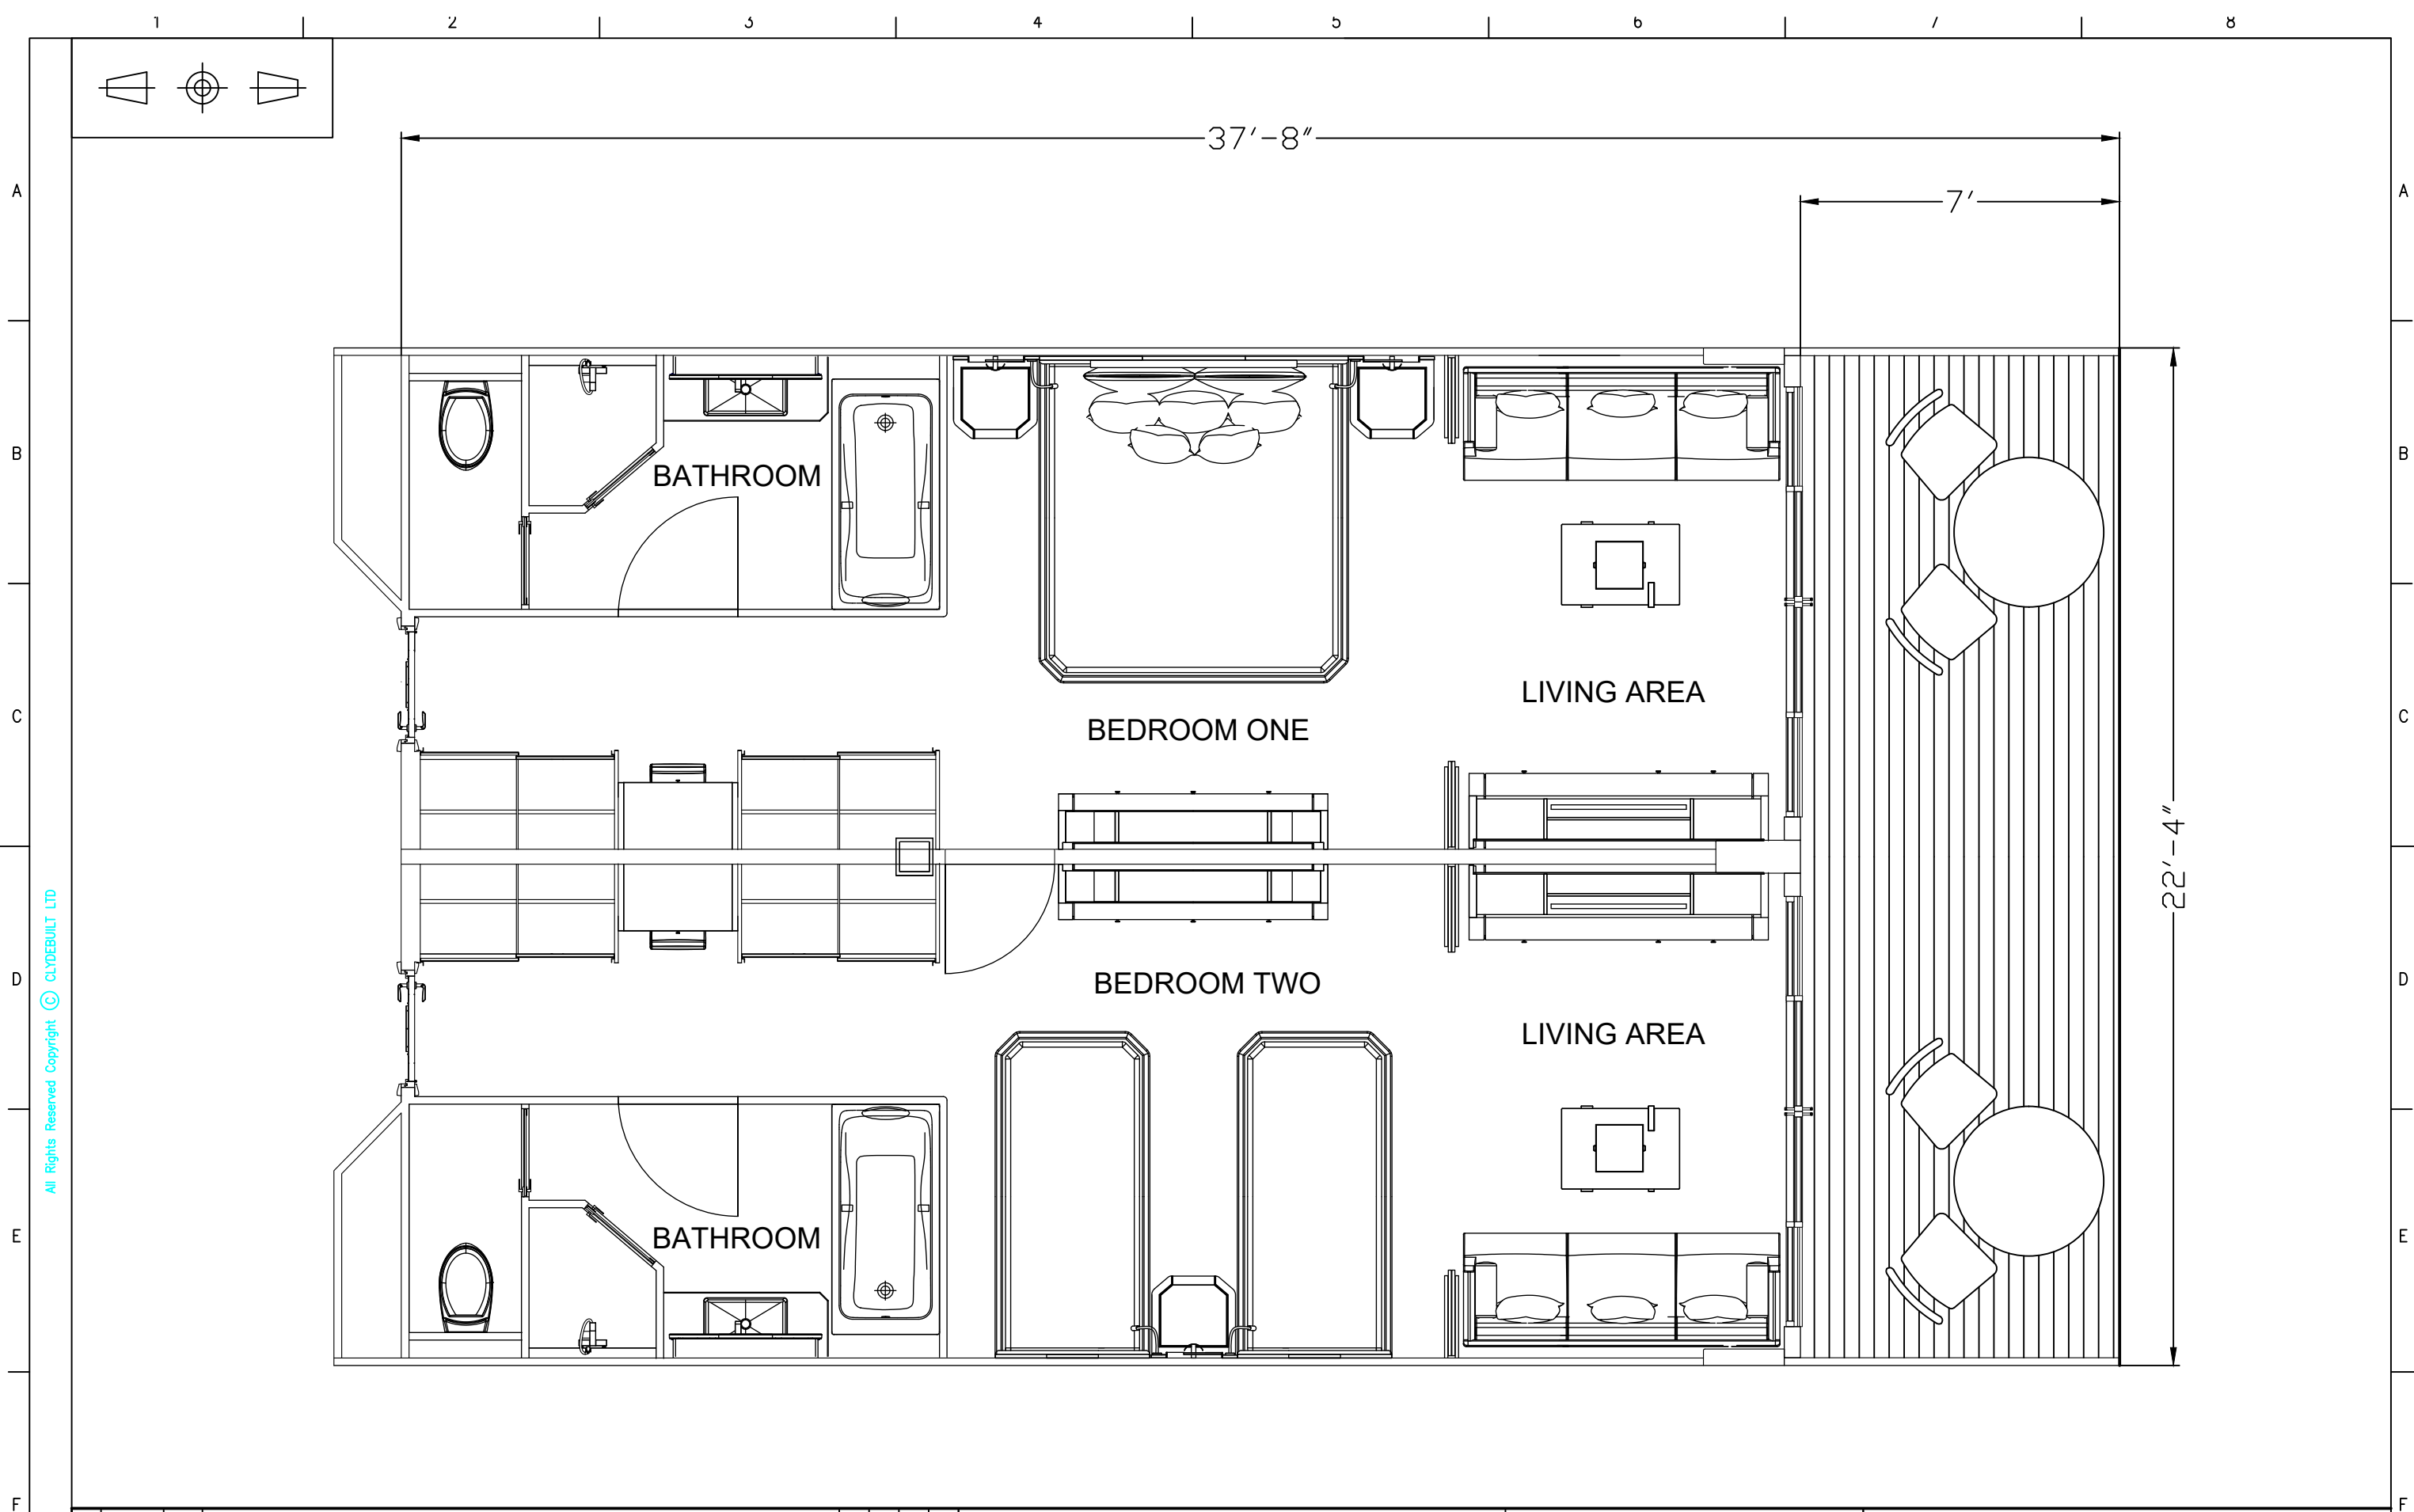 1 2 3 4 5 6 7 8
37'-8"
A A
7'
B B
BATHROOM
LIVING AREA
C C
BEDROOM ONE
22'-4"
All Rights Reserved Copyright © CLYDEBUILT LTD
D D
BEDROOM TWO
LIVING AREA
BATHROOM
E E
F F